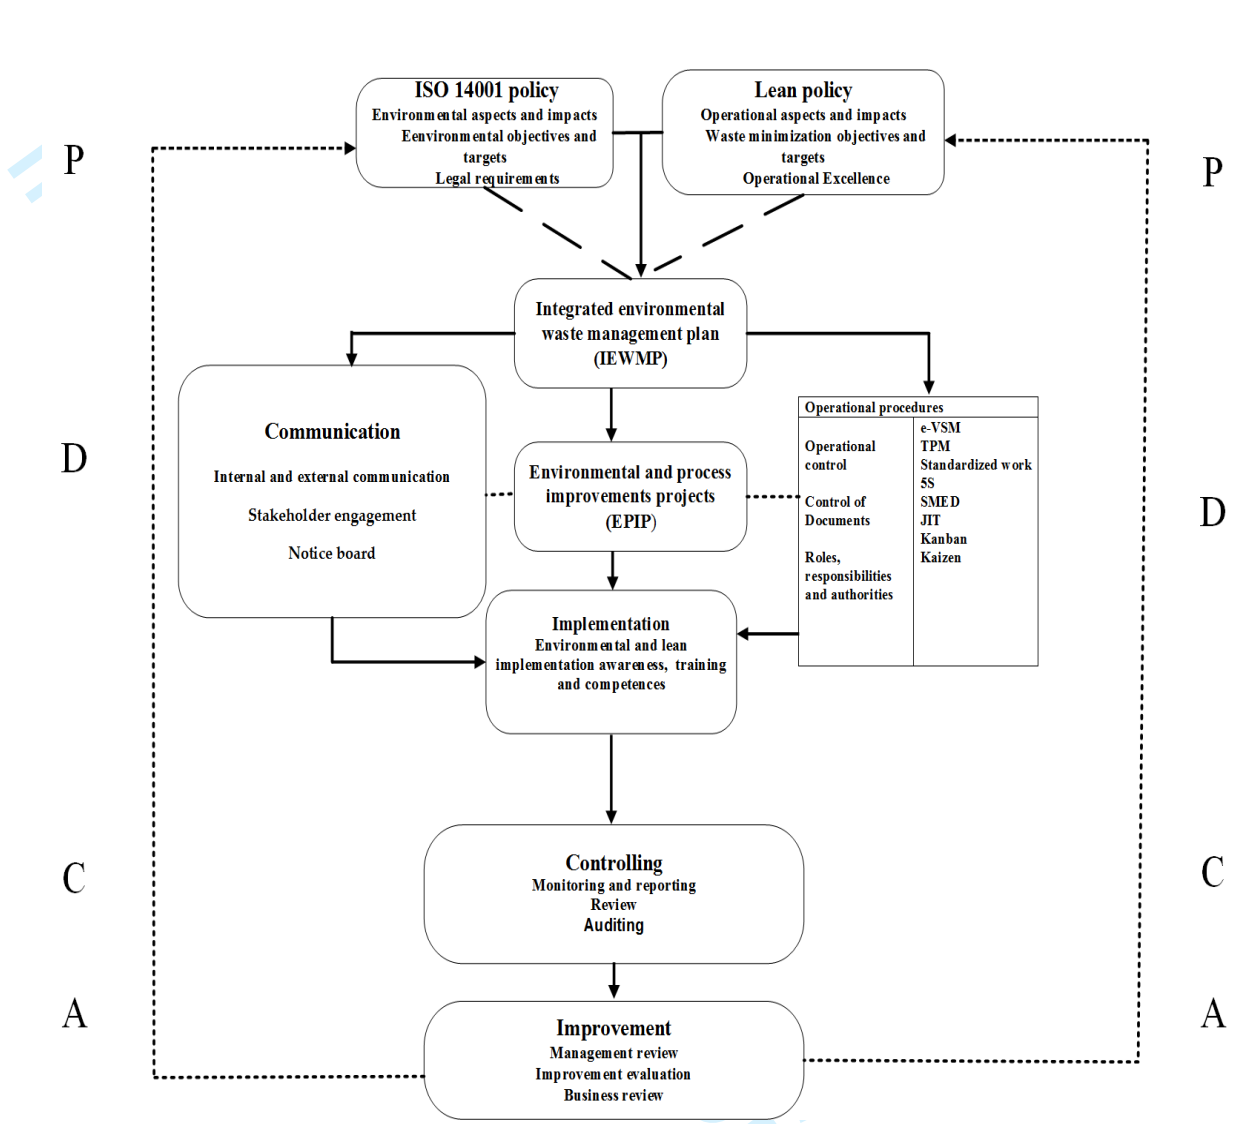 ISO 14001 policy
Environmental aspects and impacts
Eenvironmental objectives and
targets
Legal requirements
Lean policy
Operational aspects and impacts
Waste minimization objectives and
targets
Operational Excellence
P
P
Integrated environmental
waste management plan
(IEWMP)
Communication
Internal and external communication
Stakeholder engagement
Notice board
D
Environmental and process
improvements projects
(EPIP)
Operational procedures
Operational
control
Control of
Documents
Roles,
responsibilities
and authorities
e-VSM
TPM
Standardized work
5S
SMED
JIT
Kanban
Kaizen
D
Implementation
Environmental and lean
implementation awareness, training
and competences
C
Controlling
Monitoring and reporting
Review
Auditing
C
A
Improvement
Management review
Improvement evaluation
Business review
A